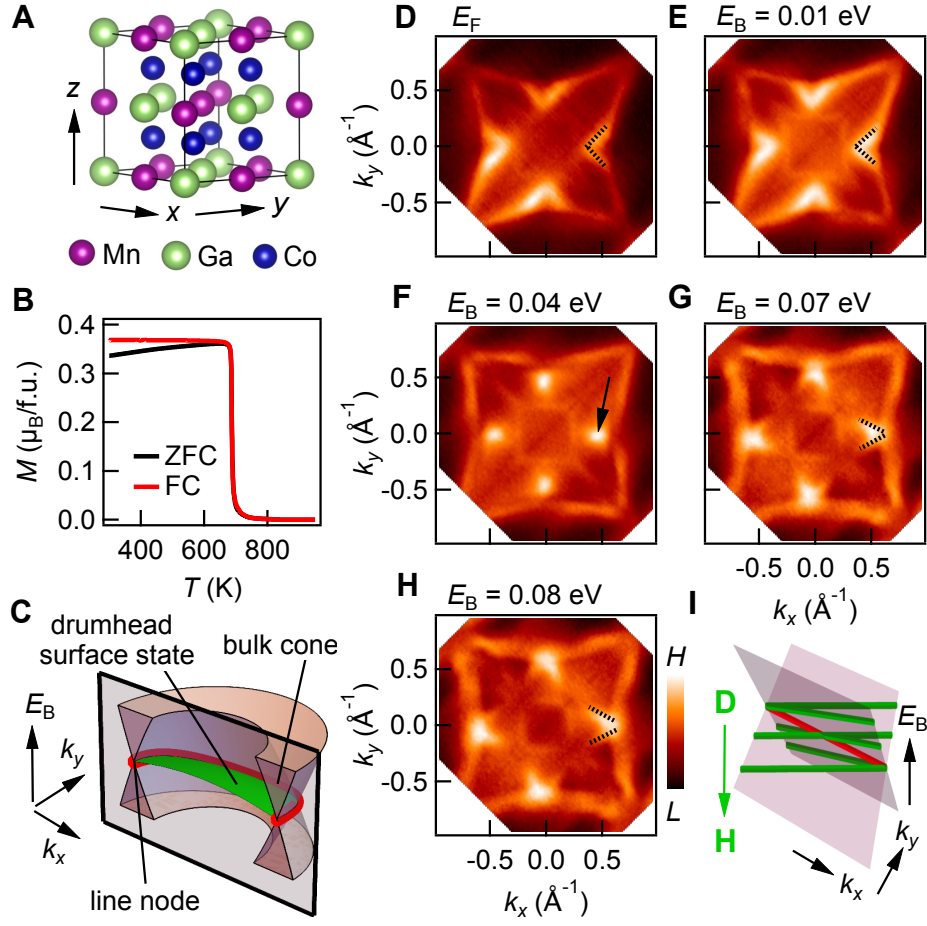 A
z
x
y
Mn
Ga
Co
B
0.4
0.3
0.2
0.1
0.0
M (μB/f.u.)
ZFC
FC
400
600
800
T (K)
C
drumhead
surface state
bulk cone
EB
ky
kx
line node
D
EF
0.5
0.0
-0.5
ky (Å-1)
E
EB = 0.01 eV
F
EB = 0.04 eV
0.5
0.0
-0.5
ky (Å-1)
G
EB = 0.07 eV
-0.5
0.0
0.5
kx (Å-1)
H
EB = 0.08 eV
0.5
0.0
-0.5
ky (Å-1)
-0.5
0.0
0.5
kx (Å-1)
H
L
I
D
H
EB
ky
kx